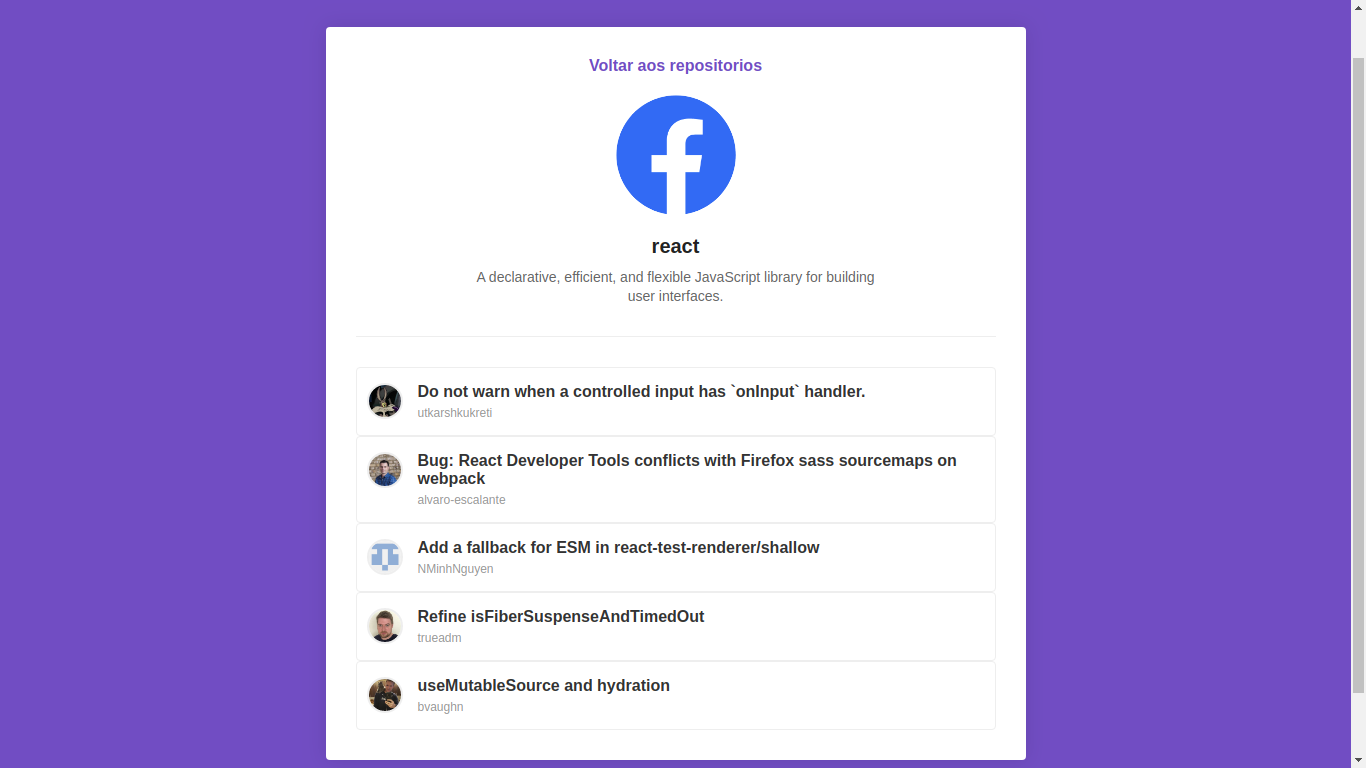 Voltar aos repositorios
react
A declarative, efficient, and flexible JavaScript library for building
user interfaces.
Do not warn when a controlled input has `onInput` handler.
utkarshkukreti
Bug: React Developer Tools conflicts with Firefox sass sourcemaps on
webpack
alvaro-escalante
Add a fallback for ESM in react-test-renderer/shallow
NMinhNguyen
Refine isFiberSuspenseAndTimedOut
trueadm
useMutableSource and hydration
bvaughn